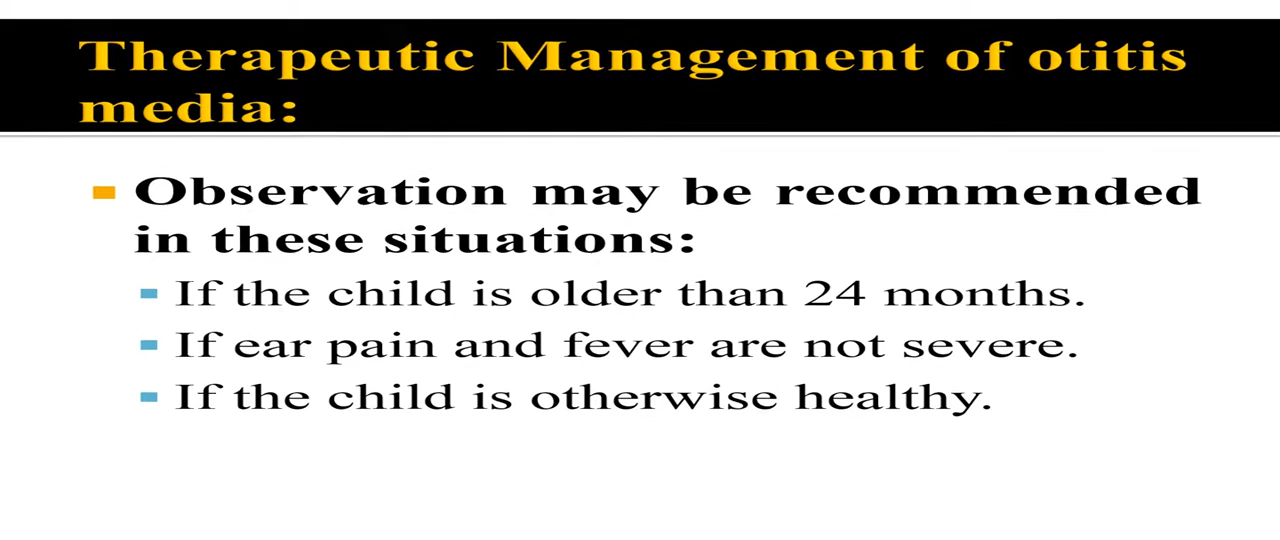 Therapeutic Management of otitis
media:
Observation may be recommended
in these situations:
If the child is older than 24 months.
If ear pain and fever are not severe.
If the child is otherwise healthy.